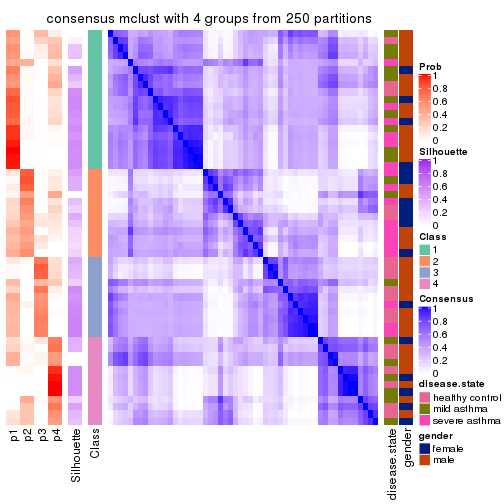 consensus mclust with 4 groups from 250 partitions
Prob
1
0.8
0.6
0.4
0.2
0
Silhouette
1
0.8
0.6
0.4
0.2
0
Class
1
2
3
4
Consensus
1
0.8
0.6
0.4
0.2
0
disease.state
healthy control
mild asthma
severe asthma
gender
female
male
p1
p2
p3
p4
Silhouette
Class
disease.state
gender